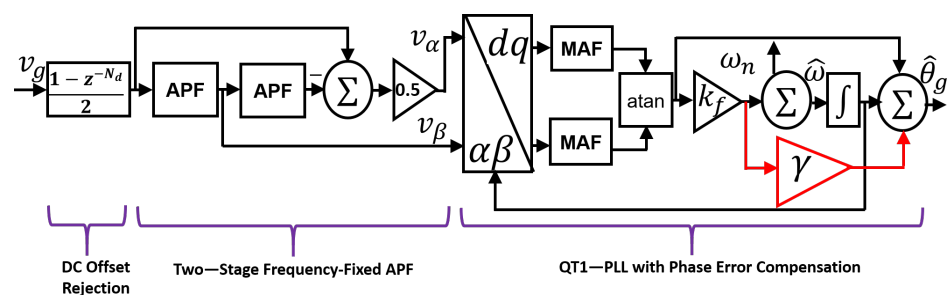 v_g
1 − z^{−N_d}
2
APF
APF
−
Σ
0.5
v_α
v_β
dq
αβ
MAF
MAF
atan
k_f
ω_n
Σ
ω̂
∫
θ̂_g
Σ
γ
DC Offset
Rejection
Two—Stage Frequency-Fixed APF
QT1—PLL with Phase Error Compensation